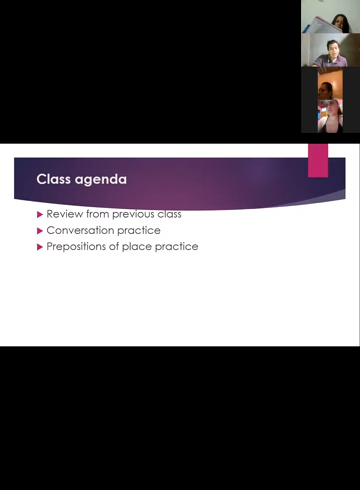 Class agenda
Review from previous class
Conversation practice
Prepositions of place practice